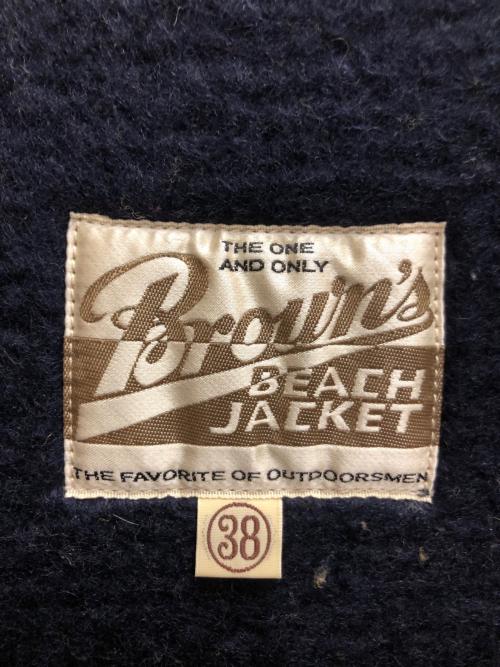 THE ONE
AND ONLY
Brown's
BEACH
JACKET
THE FAVORITE OF OUTDOORSMEN
38